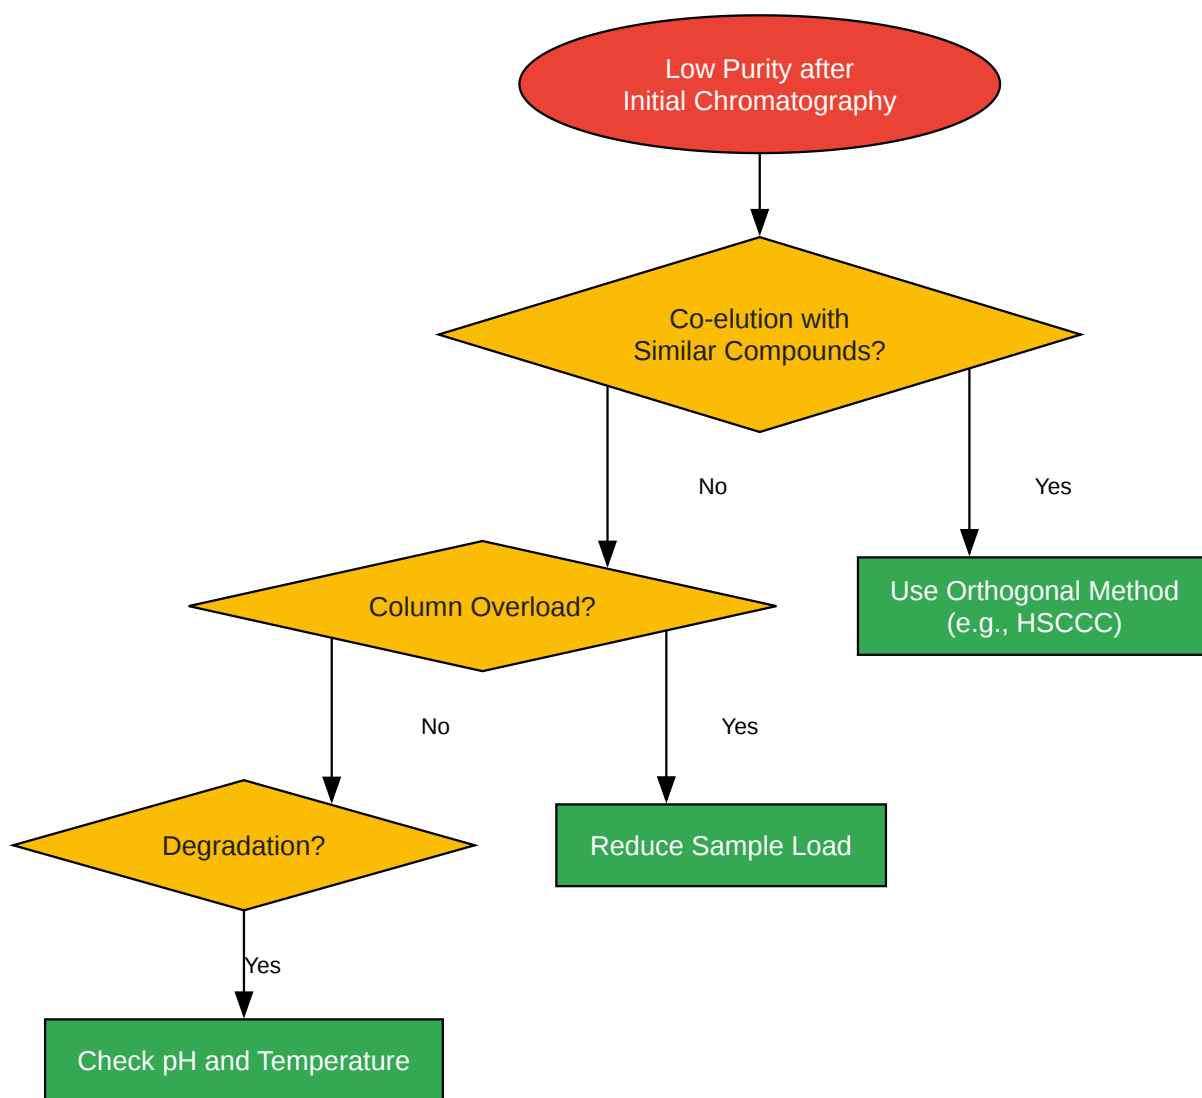 Low Purity after
Initial Chromatography
Co-elution with
Similar Compounds?
No
Yes
Use Orthogonal Method
(e.g., HSCCC)
Column Overload?
No
Yes
Degradation?
Reduce Sample Load
Yes
Check pH and Temperature